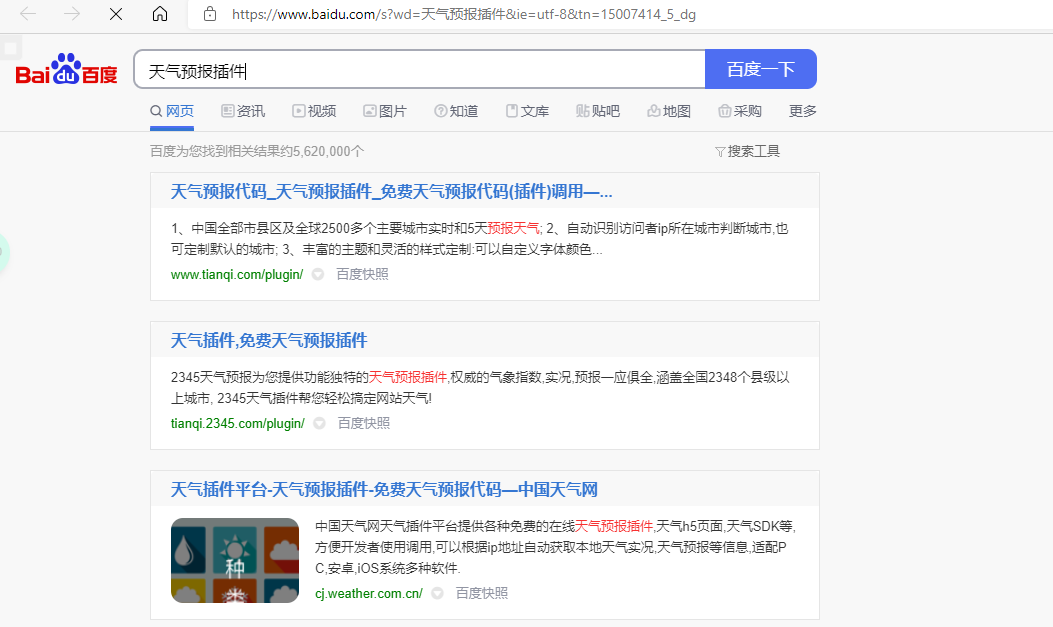 https://www.baidu.com/s?wd=天气预报插件&ie=utf-8&tn=15007414_5_dg
Bai du 百度
天气预报插件
百度一下
网页 资讯 视频 图片 知道 文库 贴吧 地图 采购 更多
百度为您找到相关结果约5,620,000个
搜索工具
天气预报代码_天气预报插件_免费天气预报代码(插件)调用—...
1、中国全部市县区及全球2500多个主要城市实时和5天预报天气; 2、自动识别访问者ip所在城市判断城市,也
可定制默认的城市; 3、丰富的主题和灵活的样式定制:可以自定义字体颜色...
www.tianqi.com/plugin/ 百度快照
天气插件,免费天气预报插件
2345天气预报为您提供功能独特的天气预报插件,权威的气象指数,实况,预报一应俱全,涵盖全国2348个县级以
上城市, 2345天气插件帮您轻松搞定网站天气!
tianqi.2345.com/plugin/ 百度快照
天气插件平台-天气预报插件-免费天气预报代码—中国天气网
种
类
中国天气网天气插件平台提供各种免费的在线天气预报插件,天气h5页面,天气SDK等,
方便开发者使用调用,可以根据ip地址自动获取本地天气实况,天气预报等信息,适配P
C,安卓,iOS系统多种软件.
cj.weather.com.cn/ 百度快照